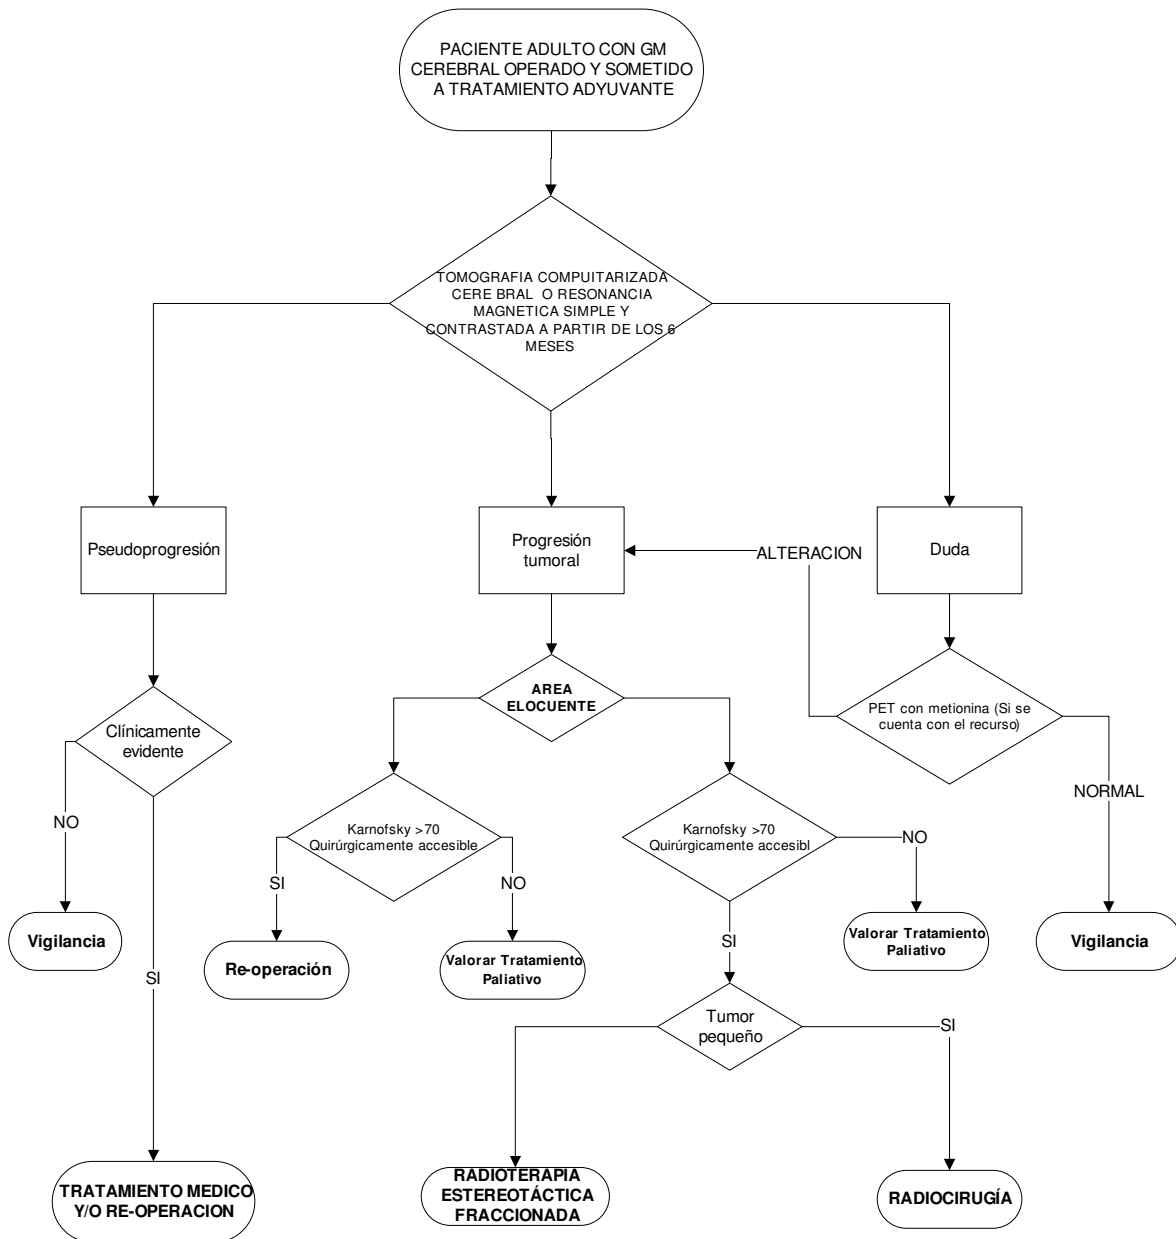 PACIENTE ADULTO CON GM
CEREBRAL OPERADO Y SOMETIDO
A TRATAMIENTO ADYUVANTE
TOMOGRAFIA COMPUITARIZADA
CERE BRAL O RESONANCIA
MAGNETICA SIMPLE Y
CONTRASTADA A PARTIR DE LOS 6
MESES
Pseudoprogresión
Progresión
tumoral
ALTERACION
Duda
AREA
ELOCUENTE
PET con metionina (Si se
cuenta con el recurso)
Clínicamente
evidente
NORMAL
NO
Karnofsky >70
Quirúrgicamente accesible
Karnofsky >70
Quirúrgicamente accesibl
NO
SI
NO
Vigilancia
Re-operación
Valorar Tratamiento
Paliativo
SI
Valorar Tratamiento
Paliativo
Vigilancia
SI
Tumor
pequeño
SI
TRATAMIENTO MEDICO
Y/O RE-OPERACION
RADIOTERAPIA
ESTEREOTÁCTICA
FRACCIONADA
RADIOCIRUGÍA